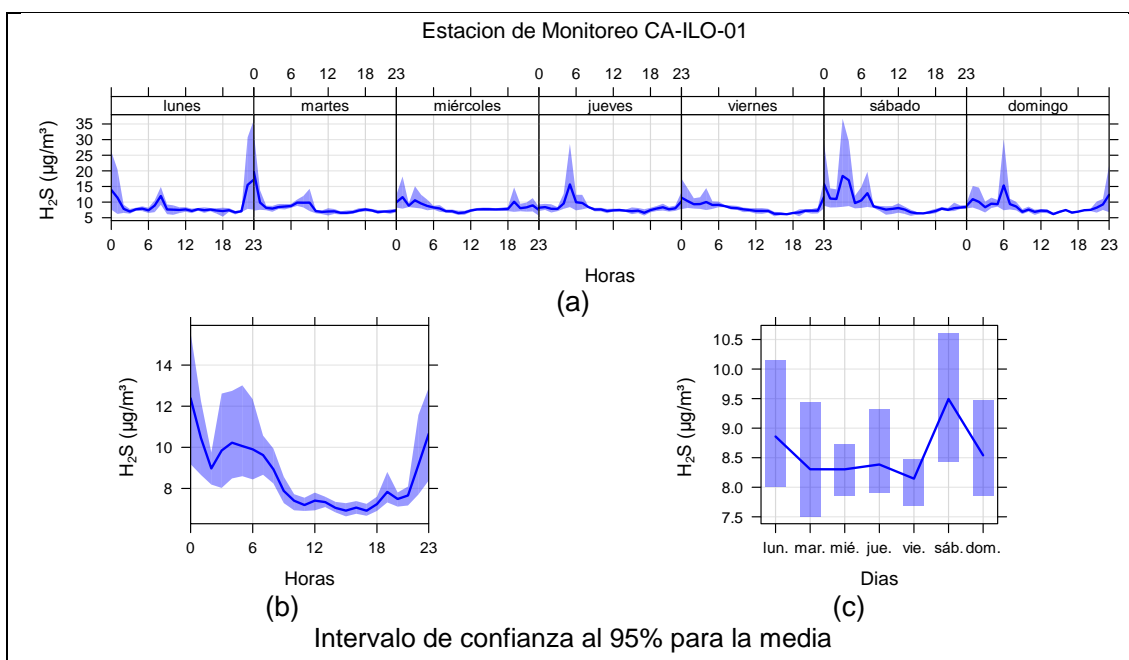 Estacion de Monitoreo CA-ILO-01
0 6 12 18 23 0 6 12 18 23 0 6 12 18 23
lunes martes miércoles jueves viernes sábado domingo
H₂S (µg/m³)
35
30
25
20
15
10
5
0 6 12 18 23 0 6 12 18 23 0 6 12 18 23 0 6 12 18 23
Horas
(a)
H₂S (µg/m³)
14
12
10
8
0 6 12 18 23
Horas
(b)
H₂S (µg/m³)
10.5
10.0
9.5
9.0
8.5
8.0
7.5
lun. mar. mié. jue. vie. sáb. dom.
Dias
(c)
Intervalo de confianza al 95% para la media